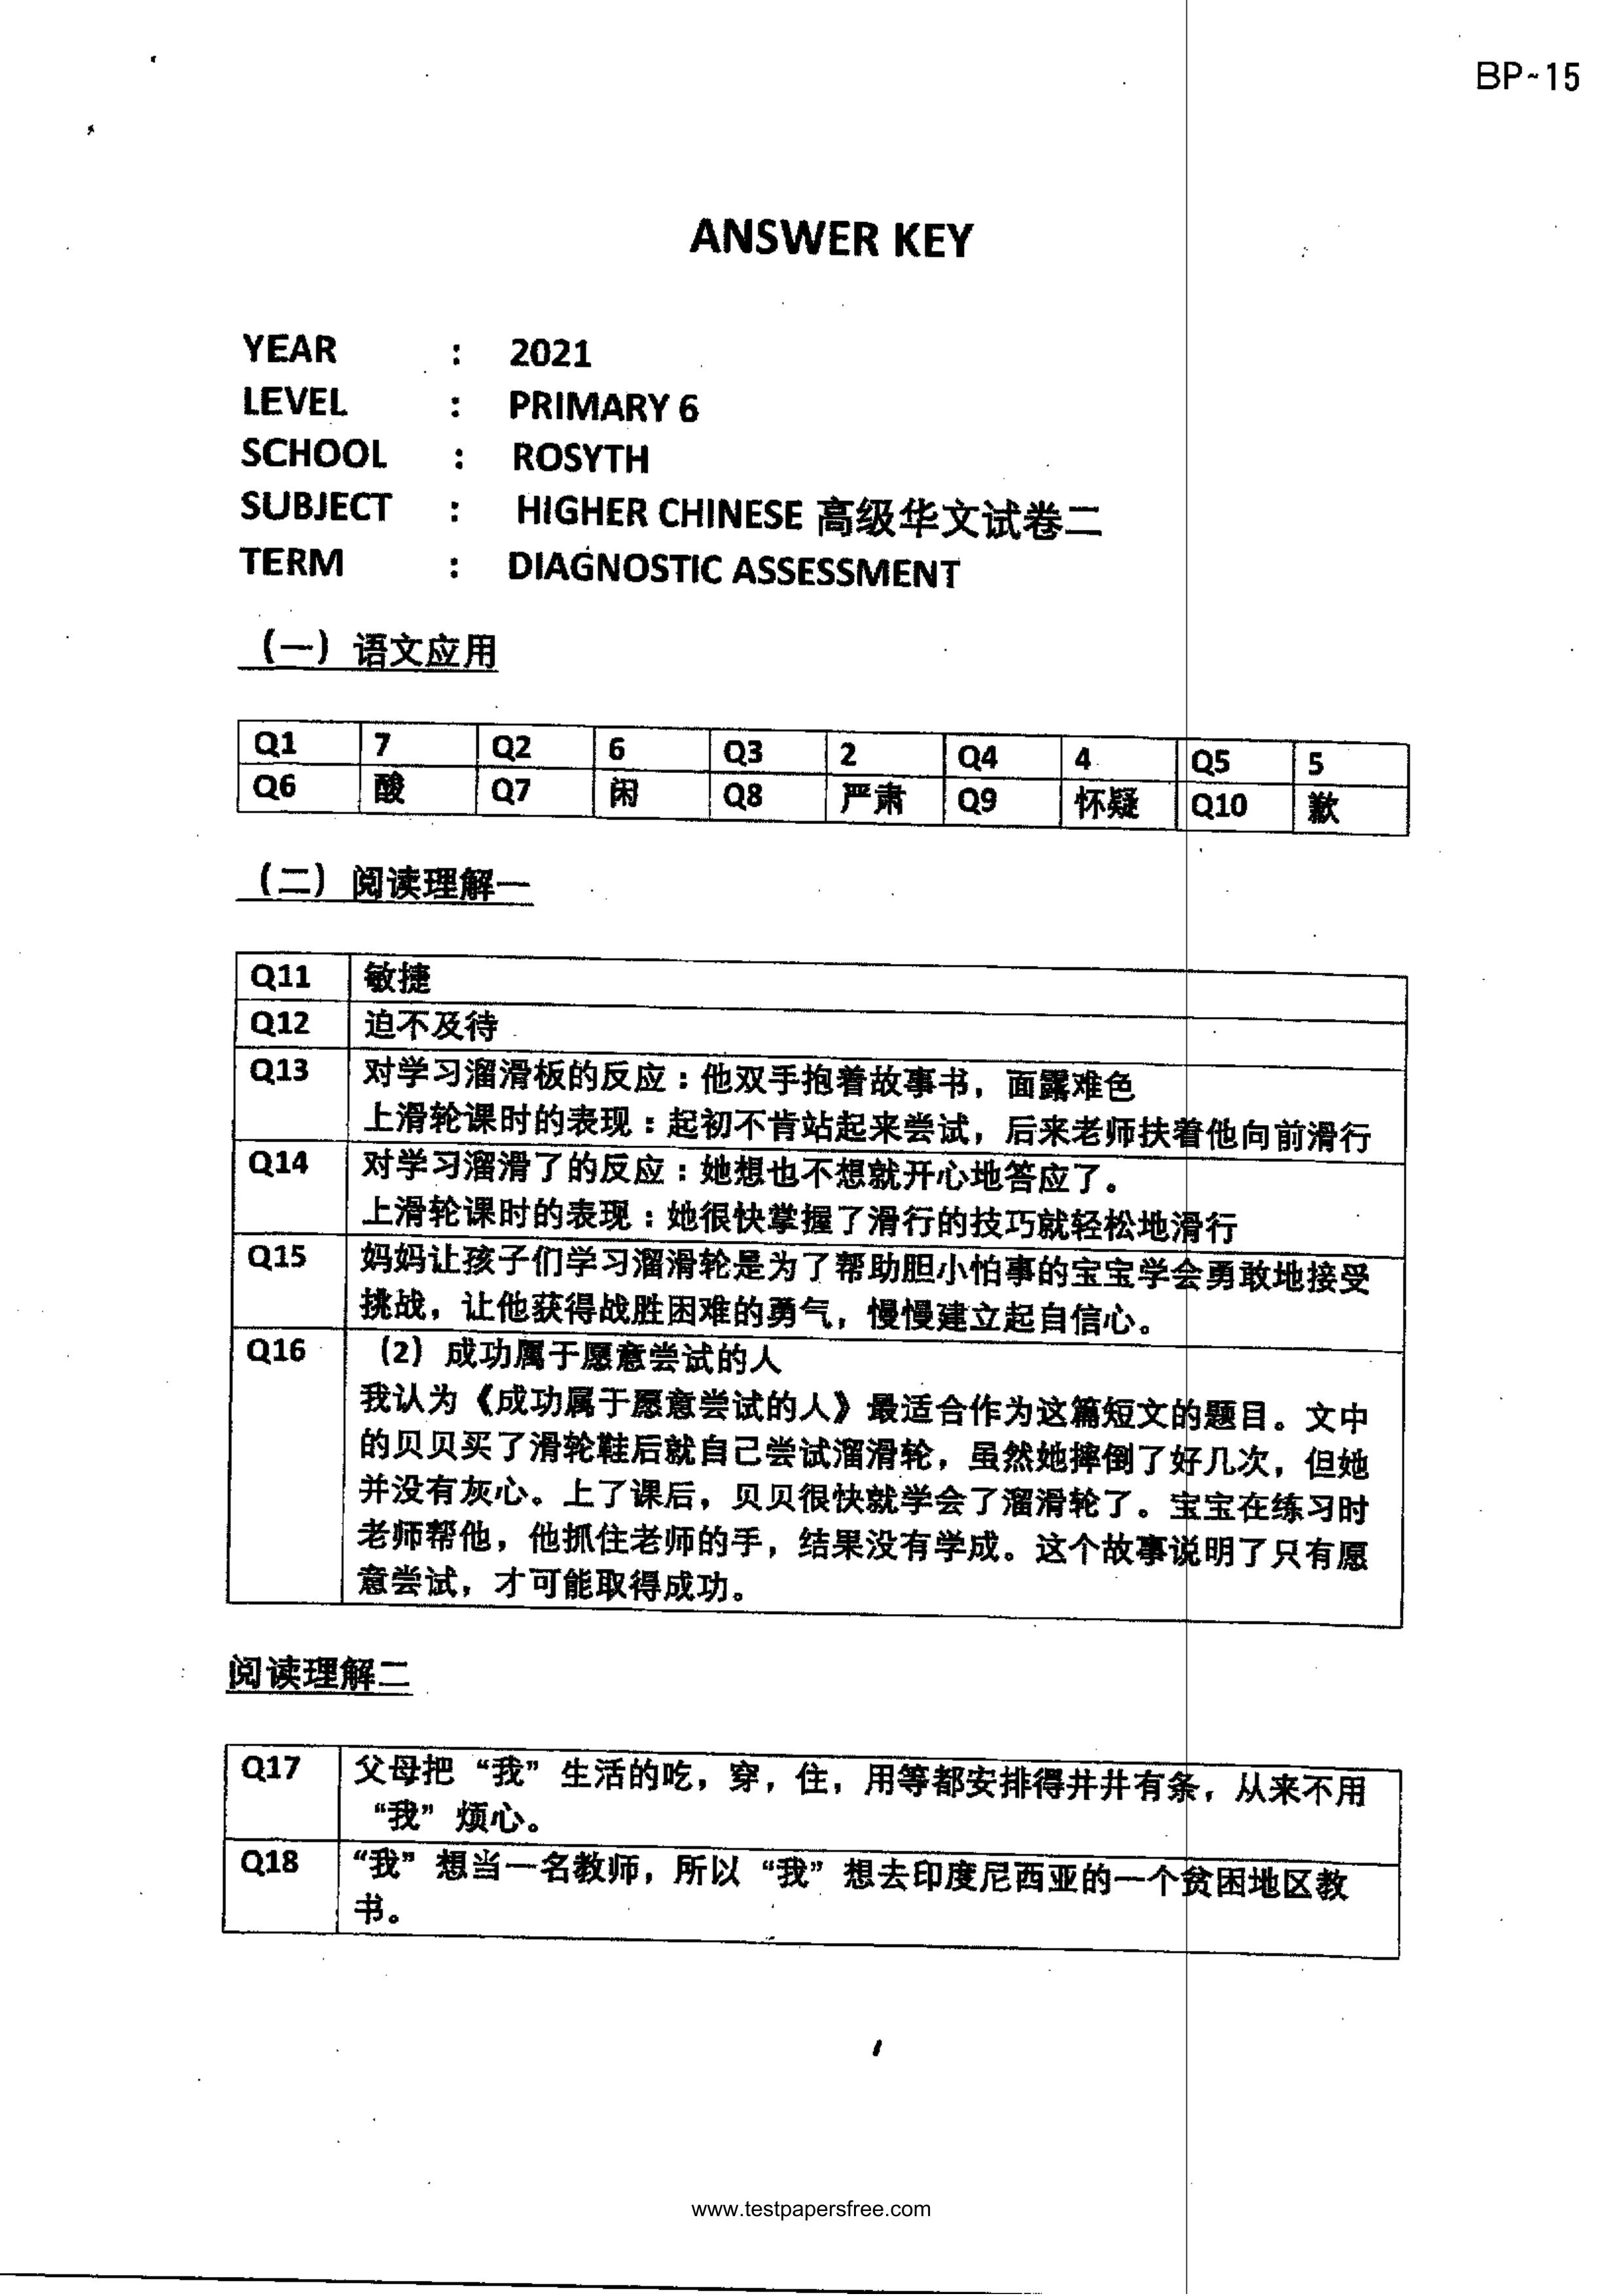 BP~15
ANSWER KEY
YEAR : 2021
LEVEL : PRIMARY 6
SCHOOL : ROSYTH
SUBJECT : HIGHER CHINESE 高级华文试卷二
TERM : DIAGNOSTIC ASSESSMENT
（一）语文应用
Q1 7 Q2 6 Q3 2 Q4 4 Q5 5
Q6 酸 Q7 闲 Q8 严肃 Q9 怀疑 Q10 歉
（二）阅读理解一
Q11 敏捷
Q12 迫不及待
Q13 对学习溜滑板的反应：他双手抱着故事书，面露难色
上滑轮课时的表现：起初不肯站起来尝试，后来老师扶着他向前滑行
Q14 对学习溜滑了的反应：她想也不想就开心地答应了。
上滑轮课时的表现：她很快掌握了滑行的技巧就轻松地滑行
Q15 妈妈让孩子们学习溜滑轮是为了帮助胆小怕事的宝宝学会勇敢地接受
挑战，让他获得战胜困难的勇气，慢慢建立起自信心。
Q16 （2）成功属于愿意尝试的人
我认为《成功属于愿意尝试的人》最适合作为这篇短文的题目。文中
的贝贝买了滑轮鞋后就自己尝试溜滑轮，虽然她摔倒了好几次，但她
并没有灰心。上了课后，贝贝很快就学会了溜滑轮了。宝宝在练习时
老师帮他，他抓住老师的手，结果没有学成。这个故事说明了只有愿
意尝试，才可能取得成功。
阅读理解二
Q17 父母把“我”生活的吃，穿，住，用等都安排得井井有条，从来不用
“我”烦心。
Q18 “我”想当一名教师，所以“我”想去印度尼西亚的一个贫困地区教
书。
www.testpapersfree.com